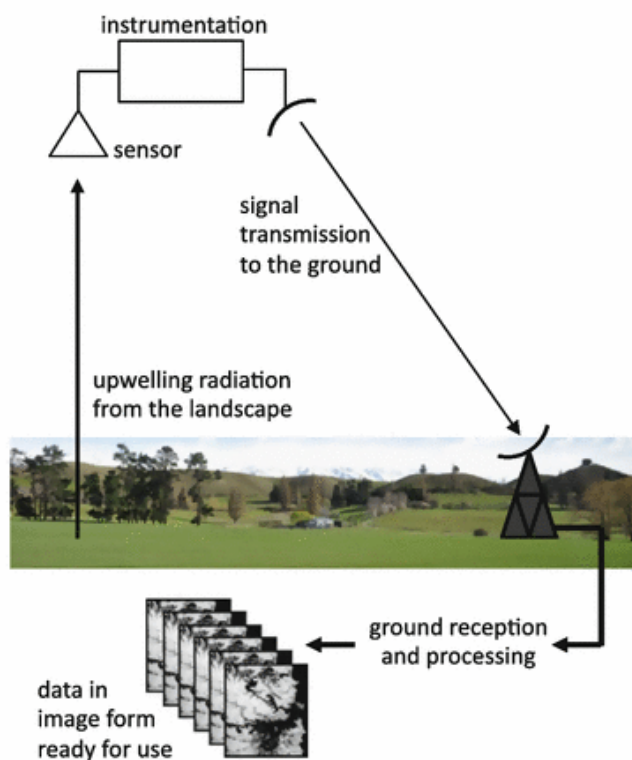 instrumentation
sensor
signal
transmission
to the ground
upwelling radiation
from the landscape
ground reception
and processing
data in
image form
ready for use